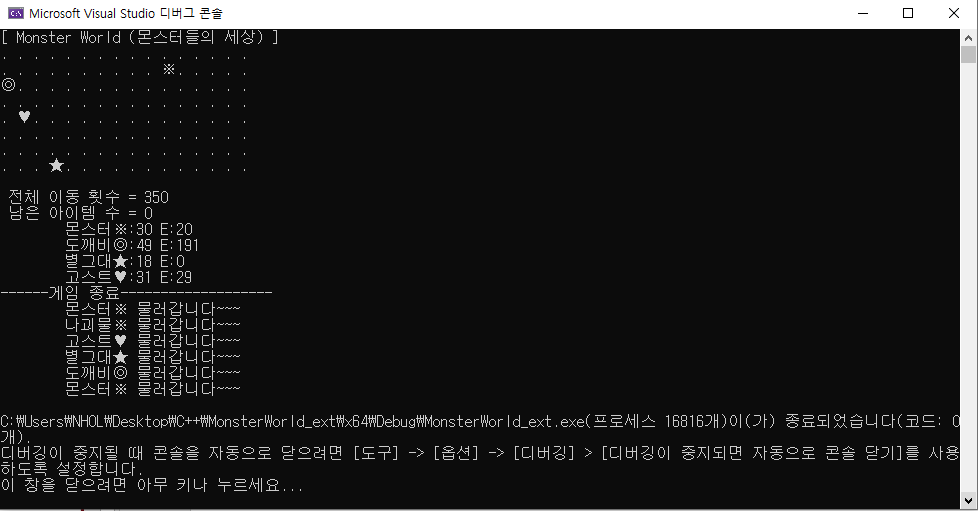 Microsoft Visual Studio 디버그 콘솔
[ Monster World (몬스터들의 세상) ]
. . . . . . . . . . . . . . . .
. . . . . . . . . . ※. . . . .
◎. . . . . . . . . . . . . . .
. . . . . . . . . . . . . . . .
. ♥. . . . . . . . . . . . . .
. . . . . . . . . . . . . . . .
. . . . . . . . . . . . . . . .
. . . ★. . . . . . . . . . . .
전체 이동 횟수 = 350
남은 아이템 수 = 0
몬스터※:30 E:20
도깨비◎:49 E:191
별그대★:18 E:0
고스트♥:31 E:29
------게임 종료-------------------
몬스터※ 물러갑니다~~~
나괴물※ 물러갑니다~~~
고스트♥ 물러갑니다~~~
별그대★ 물러갑니다~~~
도깨비◎ 물러갑니다~~~
몬스터※ 물러갑니다~~~
C:₩Users₩NHOL₩Desktop₩C++₩MonsterWorld_ext₩x64₩Debug₩MonsterWorld_ext.exe(프로세스 16816개)이(가) 종료되었습니다(코드: 0
개).
디버깅이 중지될 때 콘솔을 자동으로 닫으려면 [도구] -> [옵션] -> [디버깅] > [디버깅이 중지되면 자동으로 콘솔 닫기]를 사용
하도록 설정합니다.
이 창을 닫으려면 아무 키나 누르세요...